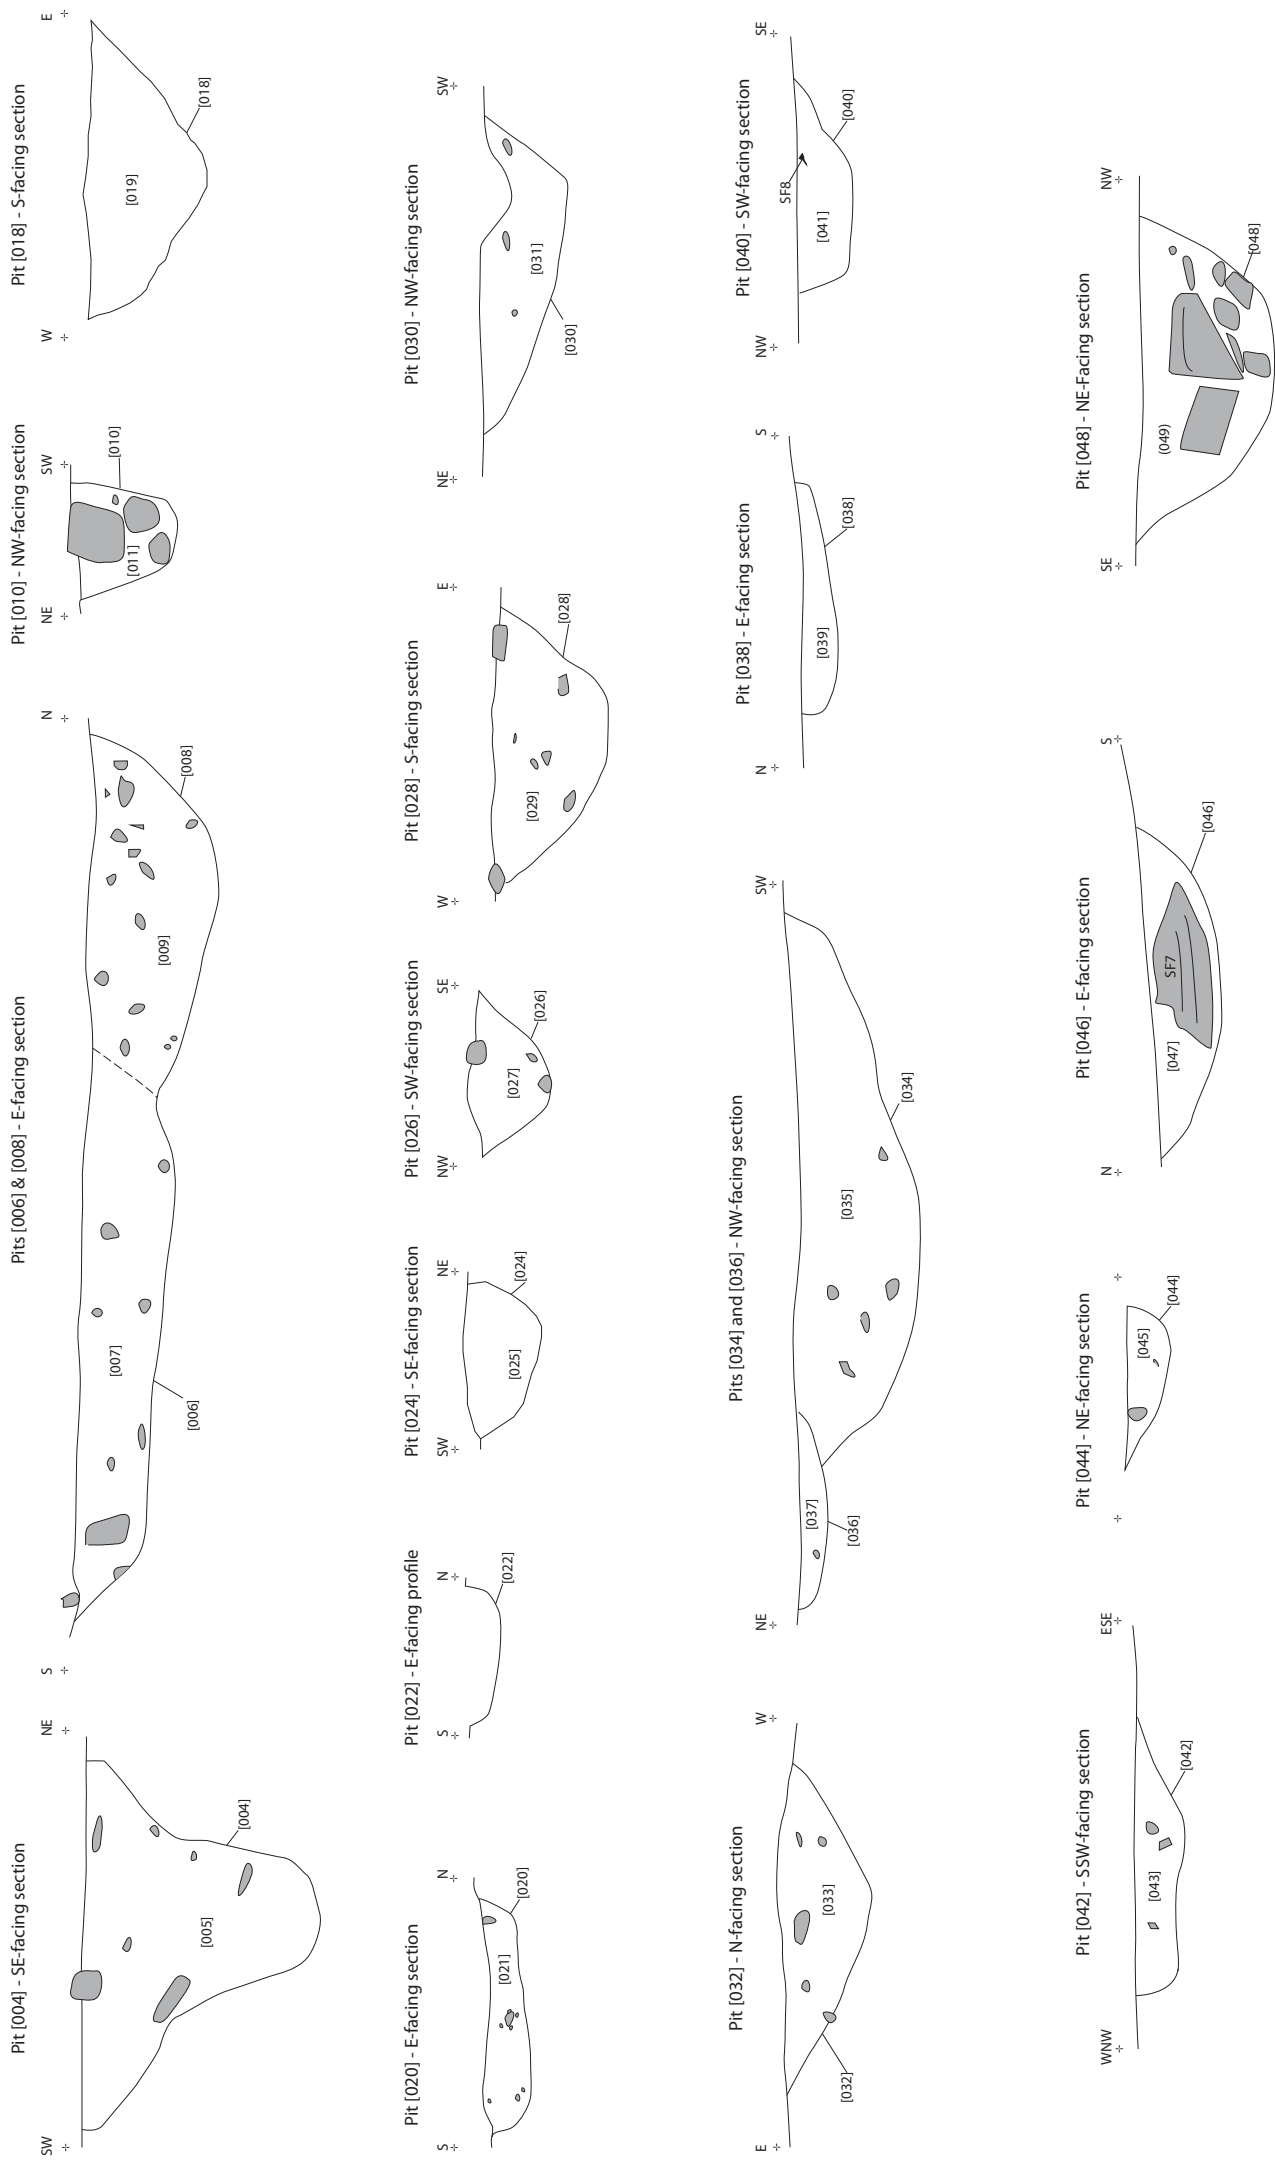 Pit [004] - SE-facing section
SW
NE
[005]
[004]
Pits [006] & [008] - E-facing section
S
N
[007]
[006]
[009]
[008]
Pit [010] - NW-facing section
NE
SW
[011]
[010]
Pit [018] - S-facing section
W
E
[019]
[018]
Pit [020] - E-facing section
S
N
[021]
[020]
Pit [022] - E-facing profile
S
N
[022]
Pit [024] - SE-facing section
SW
NE
[025]
[024]
Pit [026] - SW-facing section
NW
SE
[027]
[026]
Pit [028] - S-facing section
W
E
[029]
[028]
Pit [030] - NW-facing section
NE
SW
[031]
[030]
Pit [032] - N-facing section
E
W
[033]
[032]
Pits [034] and [036] - NW-facing section
NE
SW
[037]
[036]
[035]
[034]
Pit [038] - E-facing section
N
S
[039]
[038]
Pit [040] - SW-facing section
NW
SE
SF8
[041]
[040]
Pit [042] - SSW-facing section
WNW
ESE
[043]
[042]
Pit [044] - NE-facing section
[045]
[044]
Pit [046] - E-facing section
N
S
SF7
[047]
[046]
Pit [048] - NE-Facing section
SE
NW
(049)
[048]